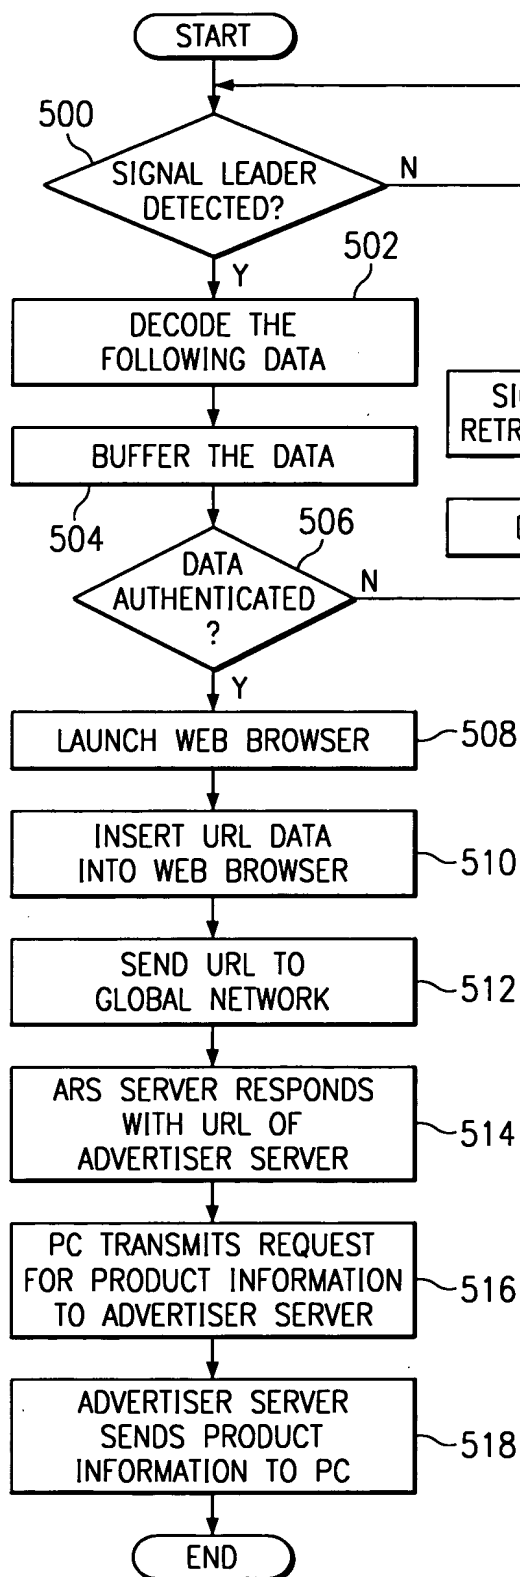 START
500
SIGNAL LEADER
DETECTED?
N
Y
502
DECODE THE
FOLLOWING DATA
BUFFER THE DATA
504
506
DATA
AUTHENTICATED
?
N
Y
LAUNCH WEB BROWSER
508
INSERT URL DATA
INTO WEB BROWSER
510
SEND URL TO
GLOBAL NETWORK
512
ARS SERVER RESPONDS
WITH URL OF
ADVERTISER SERVER
514
PC TRANSMITS REQUEST
FOR PRODUCT INFORMATION
TO ADVERTISER SERVER
516
ADVERTISER SERVER
SENDS PRODUCT
INFORMATION TO PC
518
END